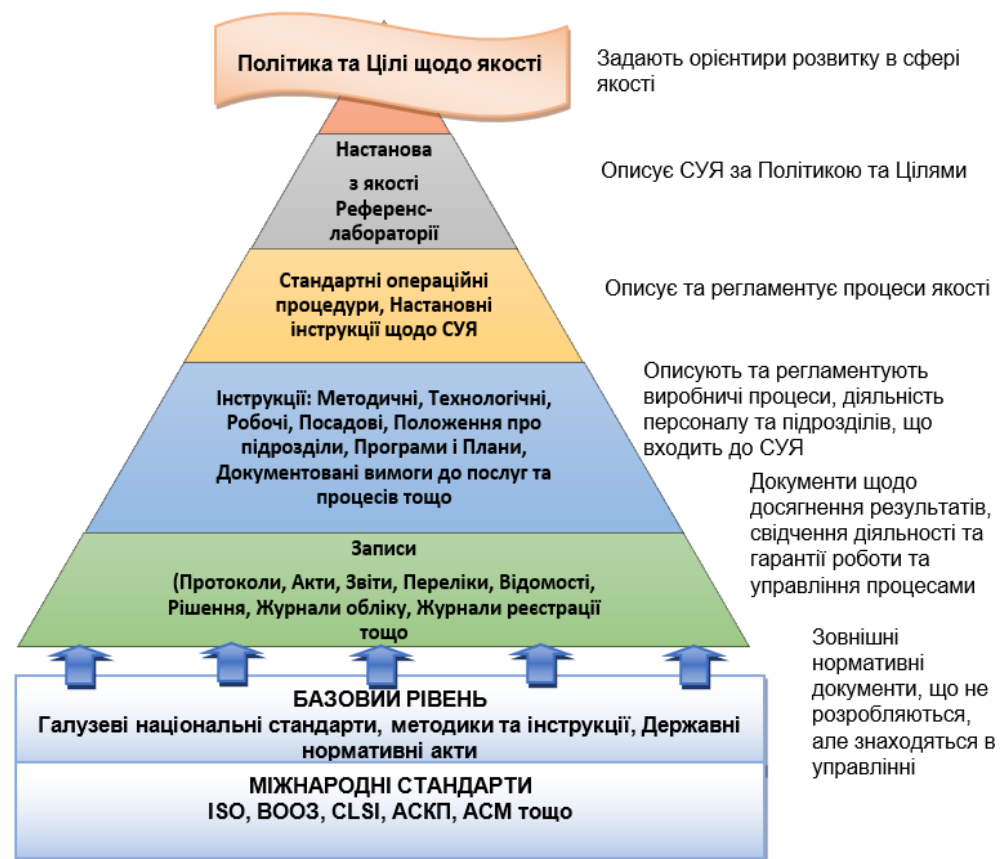 Політика та Цілі щодо якості
Задають орієнтири розвитку в сфері
якості
Настанова
з якості
Референс-
лабораторії
Описує СУЯ за Політикою та Цілями
Стандартні операційні
процедури, Настановні
інструкції щодо СУЯ
Описує та регламентує процеси якості
Інструкції: Методичні, Технологічні,
Робочі, Посадові, Положення про
підрозділи, Програми і Плани,
Документовані вимоги до послуг та
процесів тощо
Описують та регламентують
виробничі процеси, діяльність
персоналу та підрозділів, що
входить до СУЯ
Записи
(Протоколи, Акти, Звіти, Переліки, Відомості,
Рішення, Журнали обліку, Журнали реєстрації
тощо
Документи щодо
досягнення результатів,
свідчення діяльності та
гарантії роботи та
управління процесами
БАЗОВИЙ РІВЕНЬ
Галузеві національні стандарти, методики та інструкції, Державні
нормативні акти
МІЖНАРОДНІ СТАНДАРТИ
ISO, ВООЗ, CLSI, АСКП, АСМ тощо
Зовнішні
нормативні
документи, що не
розробляються,
але знаходяться в
управлінні